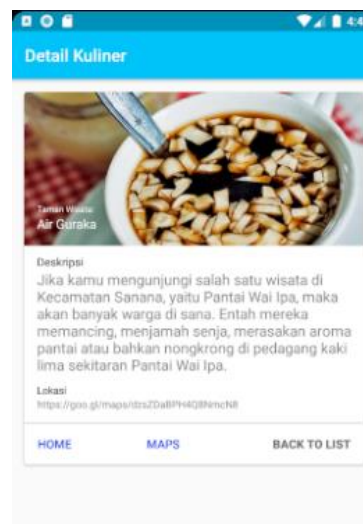 4:4
Detail Kuliner
Taman Wisata
Air Guraka
Deskripsi
Jika kamu mengunjungi salah satu wisata di
Kecamatan Sanana, yaitu Pantai Wai Ipa, maka
akan banyak warga di sana. Entah mereka
memancing, menjamah senja, merasakan aroma
pantai atau bahkan nongkrong di pedagang kaki
lima sekitaran Pantai Wai Ipa.
Lokasi
HOME MAPS BACK TO LIST